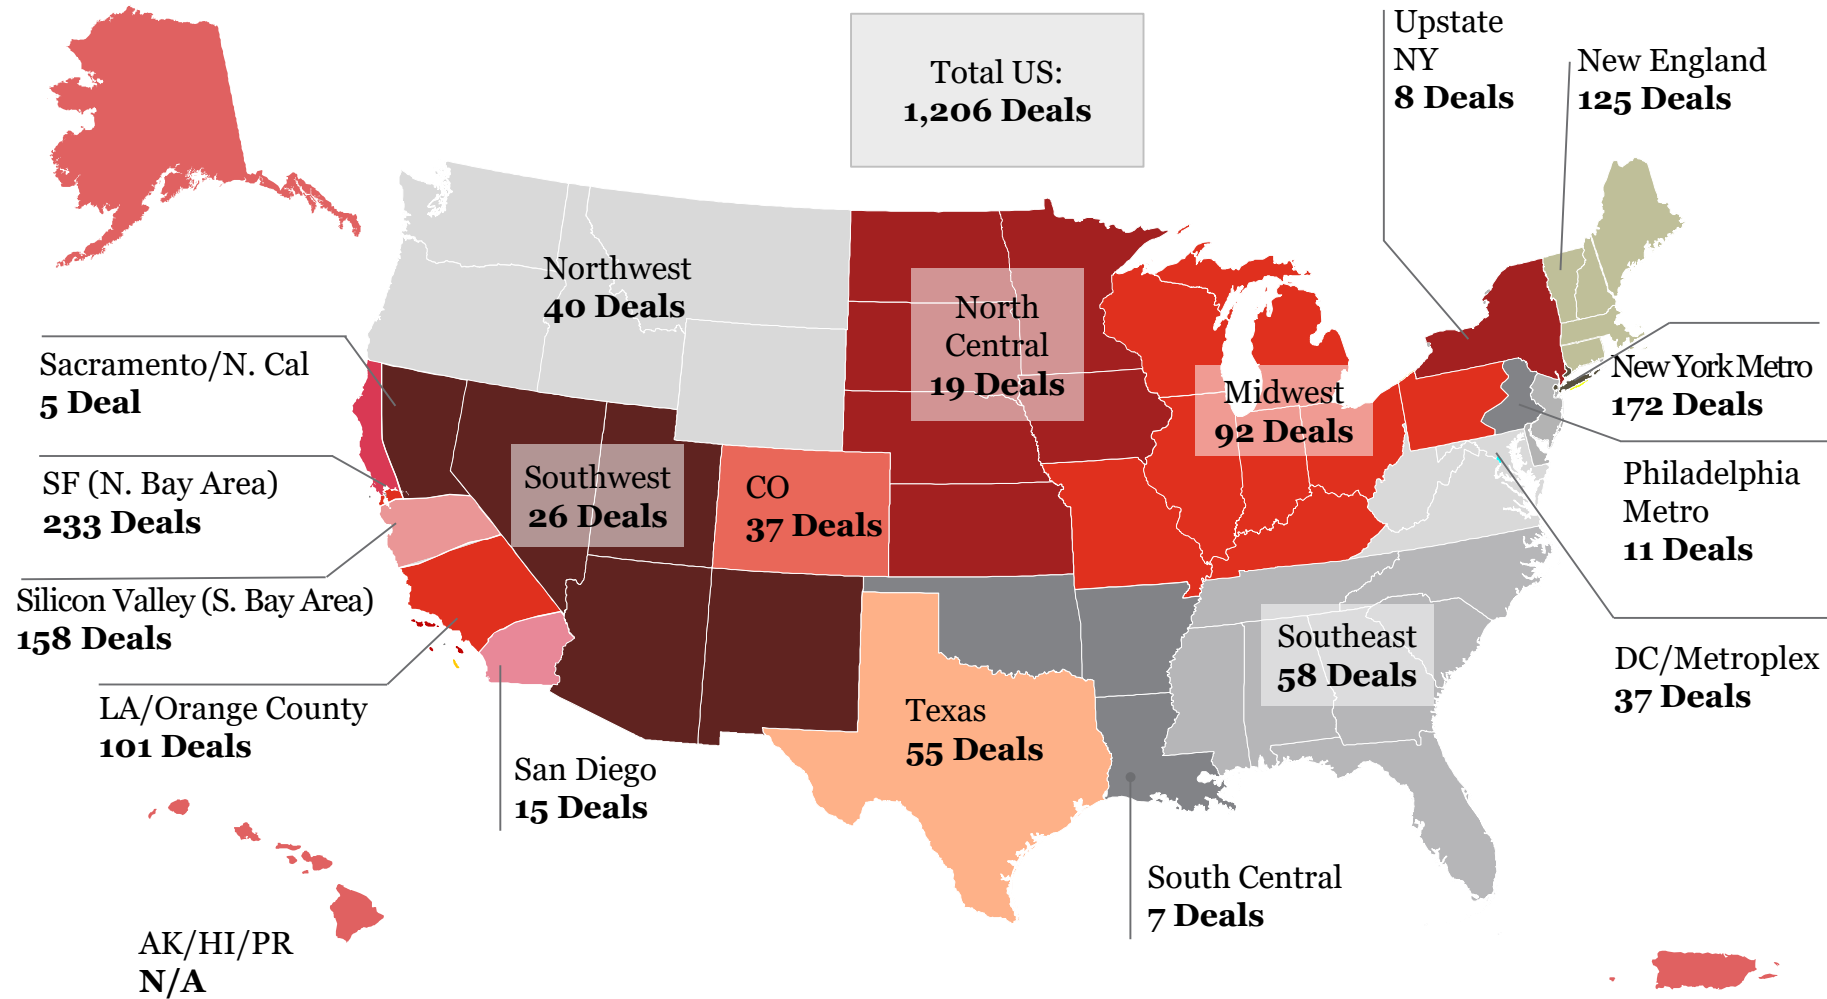 Total US:
1,206 Deals
Upstate
NY
8 Deals
New England
125 Deals
Northwest
40 Deals
North
Central
19 Deals
Midwest
92 Deals
New York Metro
172 Deals
Sacramento/N. Cal
5 Deal
SF (N. Bay Area)
233 Deals
Southwest
26 Deals
CO
37 Deals
Philadelphia
Metro
11 Deals
Silicon Valley (S. Bay Area)
158 Deals
Southeast
58 Deals
DC/Metroplex
37 Deals
LA/Orange County
101 Deals
Texas
55 Deals
San Diego
15 Deals
South Central
7 Deals
AK/HI/PR
N/A